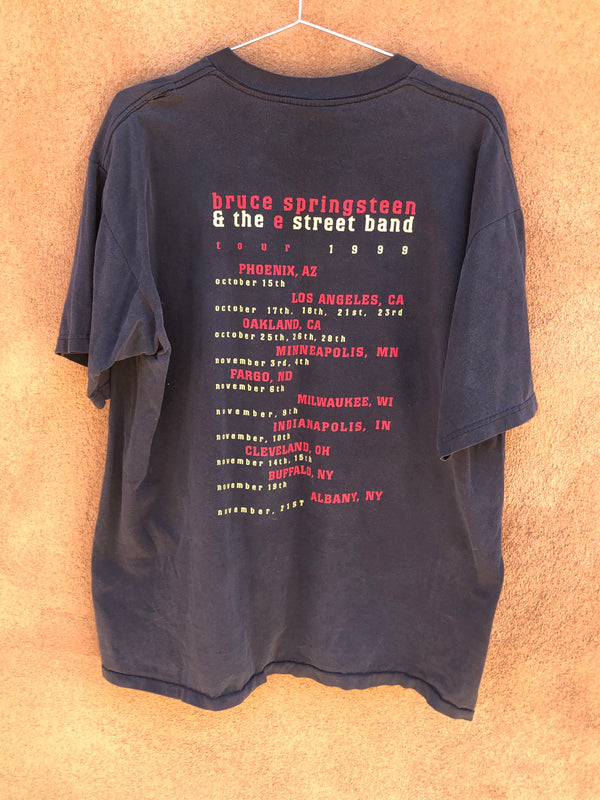 bruce springsteen
& the e street band
tour 1999
PHOENIX, AZ
october 15th
LOS ANGELES, CA
october 17th, 18th, 21st, 23rd
OAKLAND, CA
october 25th, 26th, 28th
MINNEAPOLIS, MN
november 3rd, 4th
FARGO, ND
november 6th
MILWAUKEE, WI
november, 9th
INDIANAPOLIS, IN
november, 10th
CLEVELAND, OH
november 14th, 15th
BUFFALO, NY
november 19th
ALBANY, NY
november, 21ST